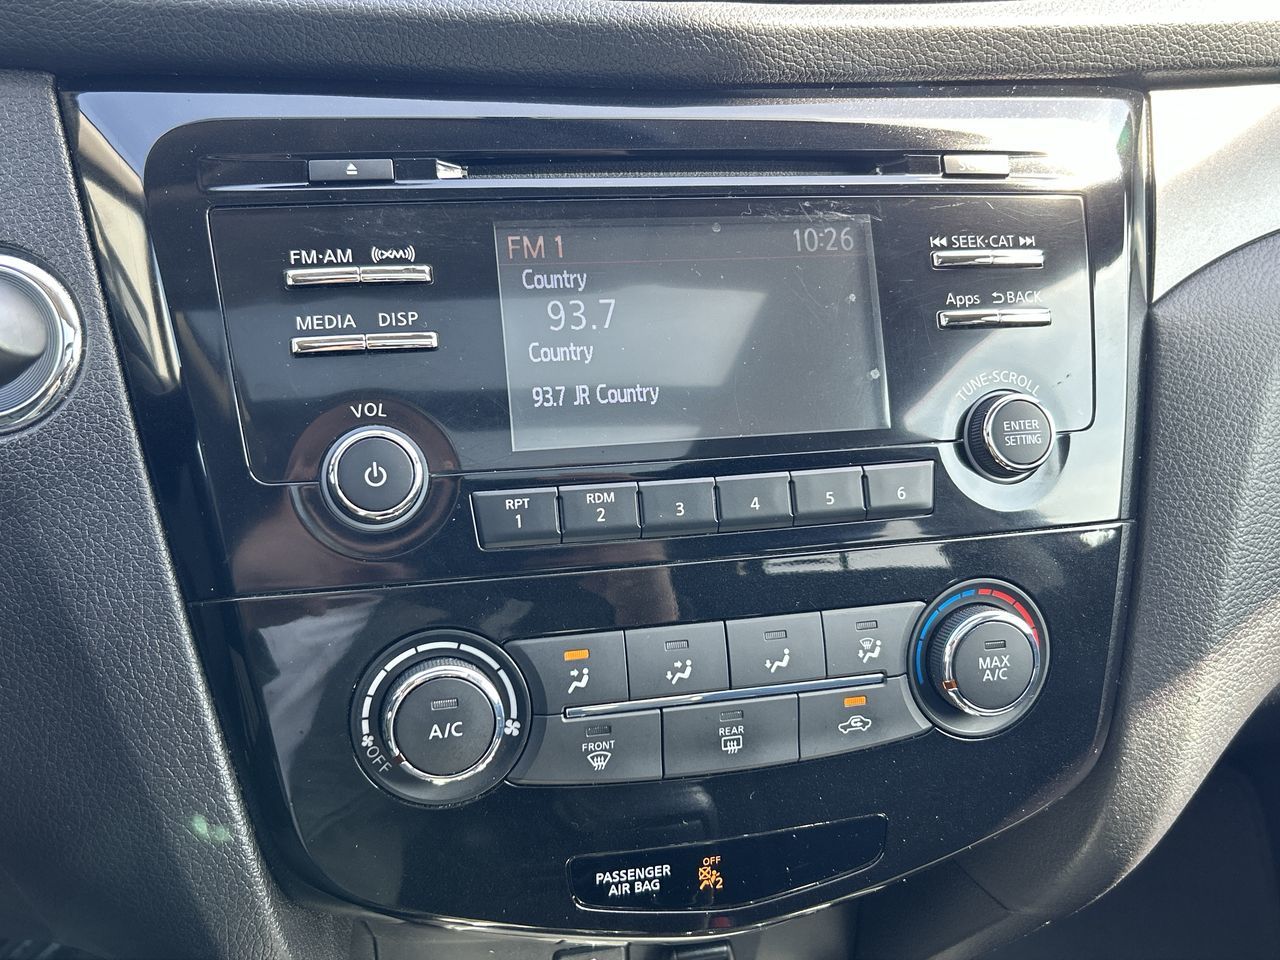 FM·AM
(((XM)))
FM 1
10:26
SEEK·CAT
Country
93.7
Apps
BACK
MEDIA
DISP
Country
93.7 JR Country
TUNE·SCROLL
ENTER
SETTING
VOL
RPT
1
RDM
2
3
4
5
6
A/C
OFF
MAX
A/C
FRONT
REAR
PASSENGER
AIR BAG
OFF
2